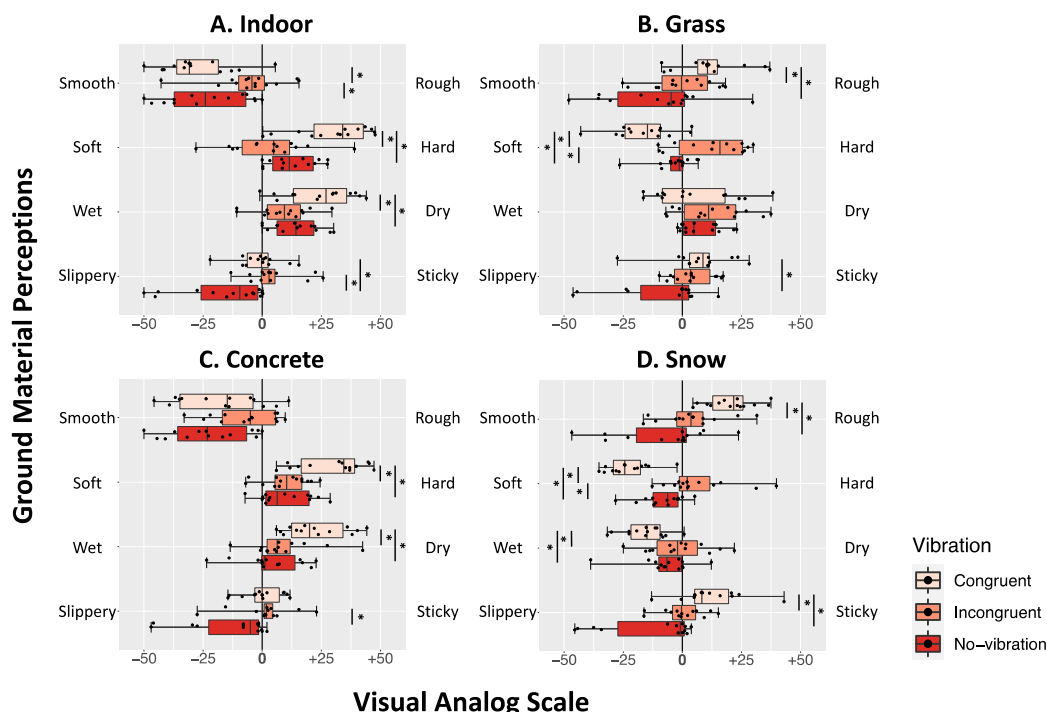 A. Indoor
B. Grass
Smooth Rough
Soft Hard
Wet Dry
Slippery Sticky
* * * * * * * * *
Smooth Rough
Soft Hard
Wet Dry
Slippery Sticky
* * * * * *
−50 −25 0 +25 +50
−50 −25 0 +25 +50
C. Concrete
D. Snow
Smooth Rough
Soft Hard
Wet Dry
Slippery Sticky
* * * * *
Smooth Rough
Soft Hard
Wet Dry
Slippery Sticky
* * * * * * * * *
−50 −25 0 +25 +50
−50 −25 0 +25 +50
Ground Material Perceptions
Visual Analog Scale
Vibration
Congruent
Incongruent
No−vibration